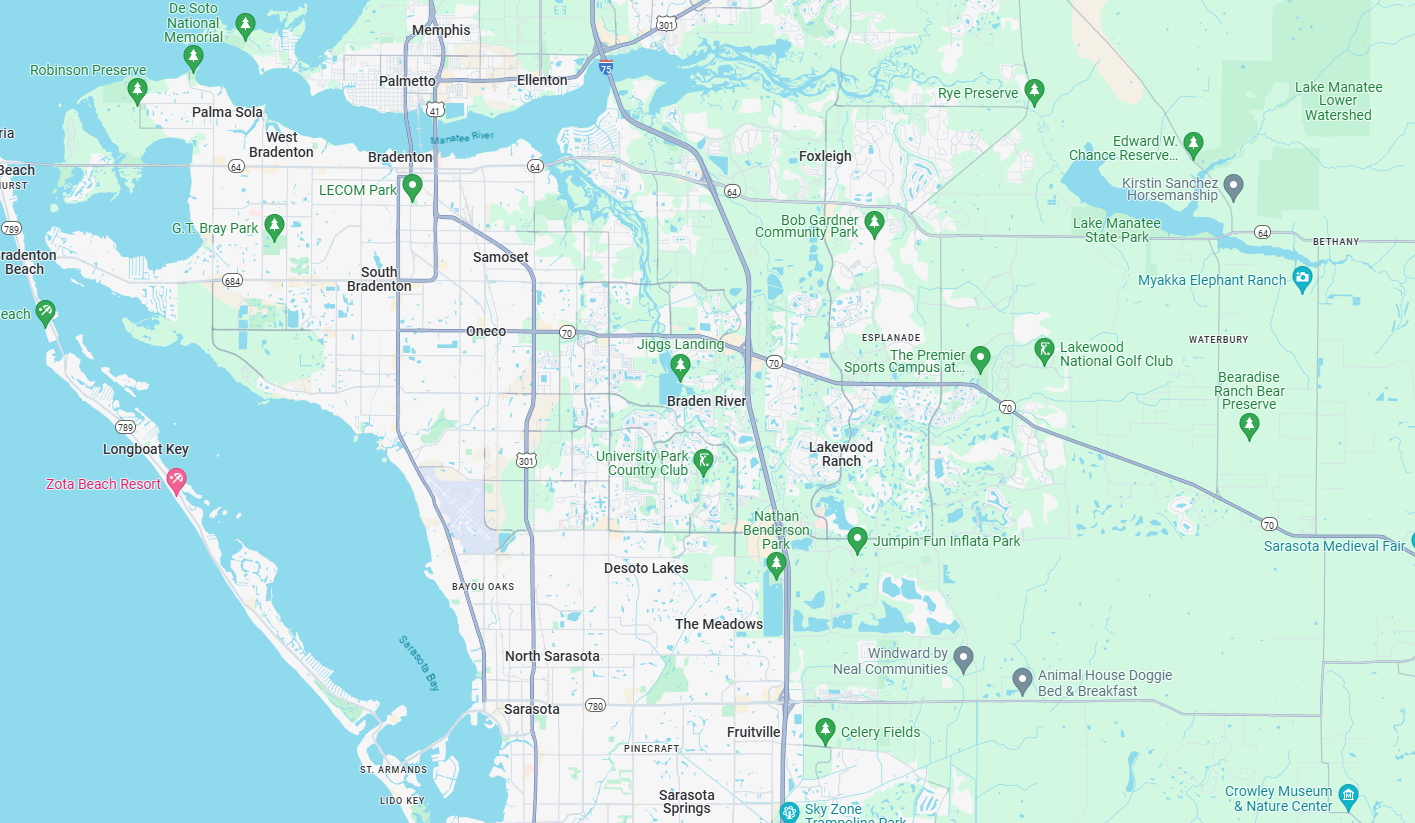 De Soto
National
Memorial
Memphis
301
Robinson Preserve
75
Palmetto
Ellenton
Rye Preserve
Lake Manatee
Lower
Watershed
Palma Sola
41
ria
West
Bradenton
Manatee River
Edward W.
Chance Reserve...
Bradenton
Foxleigh
64
64
Beach
HURST
LECOM Park
64
Kirstin Sanchez
Horsemanship
789
G.T. Bray Park
Bob Gardner
Community Park
Lake Manatee
State Park
64
BETHANY
radenton
Beach
Samoset
South
Bradenton
684
Myakka Elephant Ranch
each
Oneco
70
Jiggs Landing
ESPLANADE
WATERBURY
70
The Premier
Sports Campus at...
Lakewood
National Golf Club
Bearadise
Ranch Bear
Preserve
Braden River
70
789
Longboat Key
Lakewood
Ranch
301
University Park
Country Club
Zota Beach Resort
Nathan
Benderson
Park
70
Jumpin Fun Inflata Park
Sarasota Medieval Fair
Desoto Lakes
BAYOU OAKS
The Meadows
Sarasota Bay
North Sarasota
Windward by
Neal Communities
Animal House Doggie
Bed & Breakfast
Sarasota
780
Fruitville
Celery Fields
PINECRAFT
ST. ARMANDS
LIDO KEY
Sarasota
Springs
Crowley Museum
& Nature Center
Sky Zone
Trampoline Park